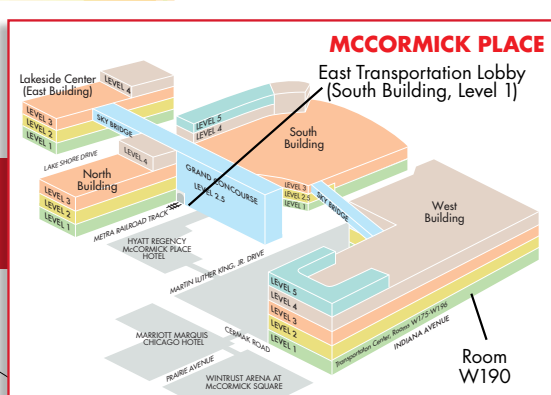 MCCORMICK PLACE
East Transportation Lobby
(South Building, Level 1)
Lakeside Center
(East Building)
LEVEL 4
LEVEL 3
LEVEL 2
LEVEL 1
SKY BRIDGE
LAKE SHORE DRIVE
LEVEL 5
LEVEL 4
South
Building
North
Building
LEVEL 4
LEVEL 3
LEVEL 2
LEVEL 1
GRAND CONCOURSE
LEVEL 2.5
LEVEL 3
LEVEL 2.5
LEVEL 1
SKY BRIDGE
West
Building
METRA RAILROAD TRACK
HYATT REGENCY
McCORMICK PLACE
HOTEL
MARTIN LUTHER KING, JR. DRIVE
LEVEL 5
LEVEL 4
LEVEL 3
LEVEL 2
LEVEL 1
Transportation Center, Rooms W175-W196
INDIANA AVENUE
MARRIOTT MARQUIS
CHICAGO HOTEL
CERMAK ROAD
PRAIRIE AVENUE
WINTRUST ARENA AT
McCORMICK SQUARE
Room
W190